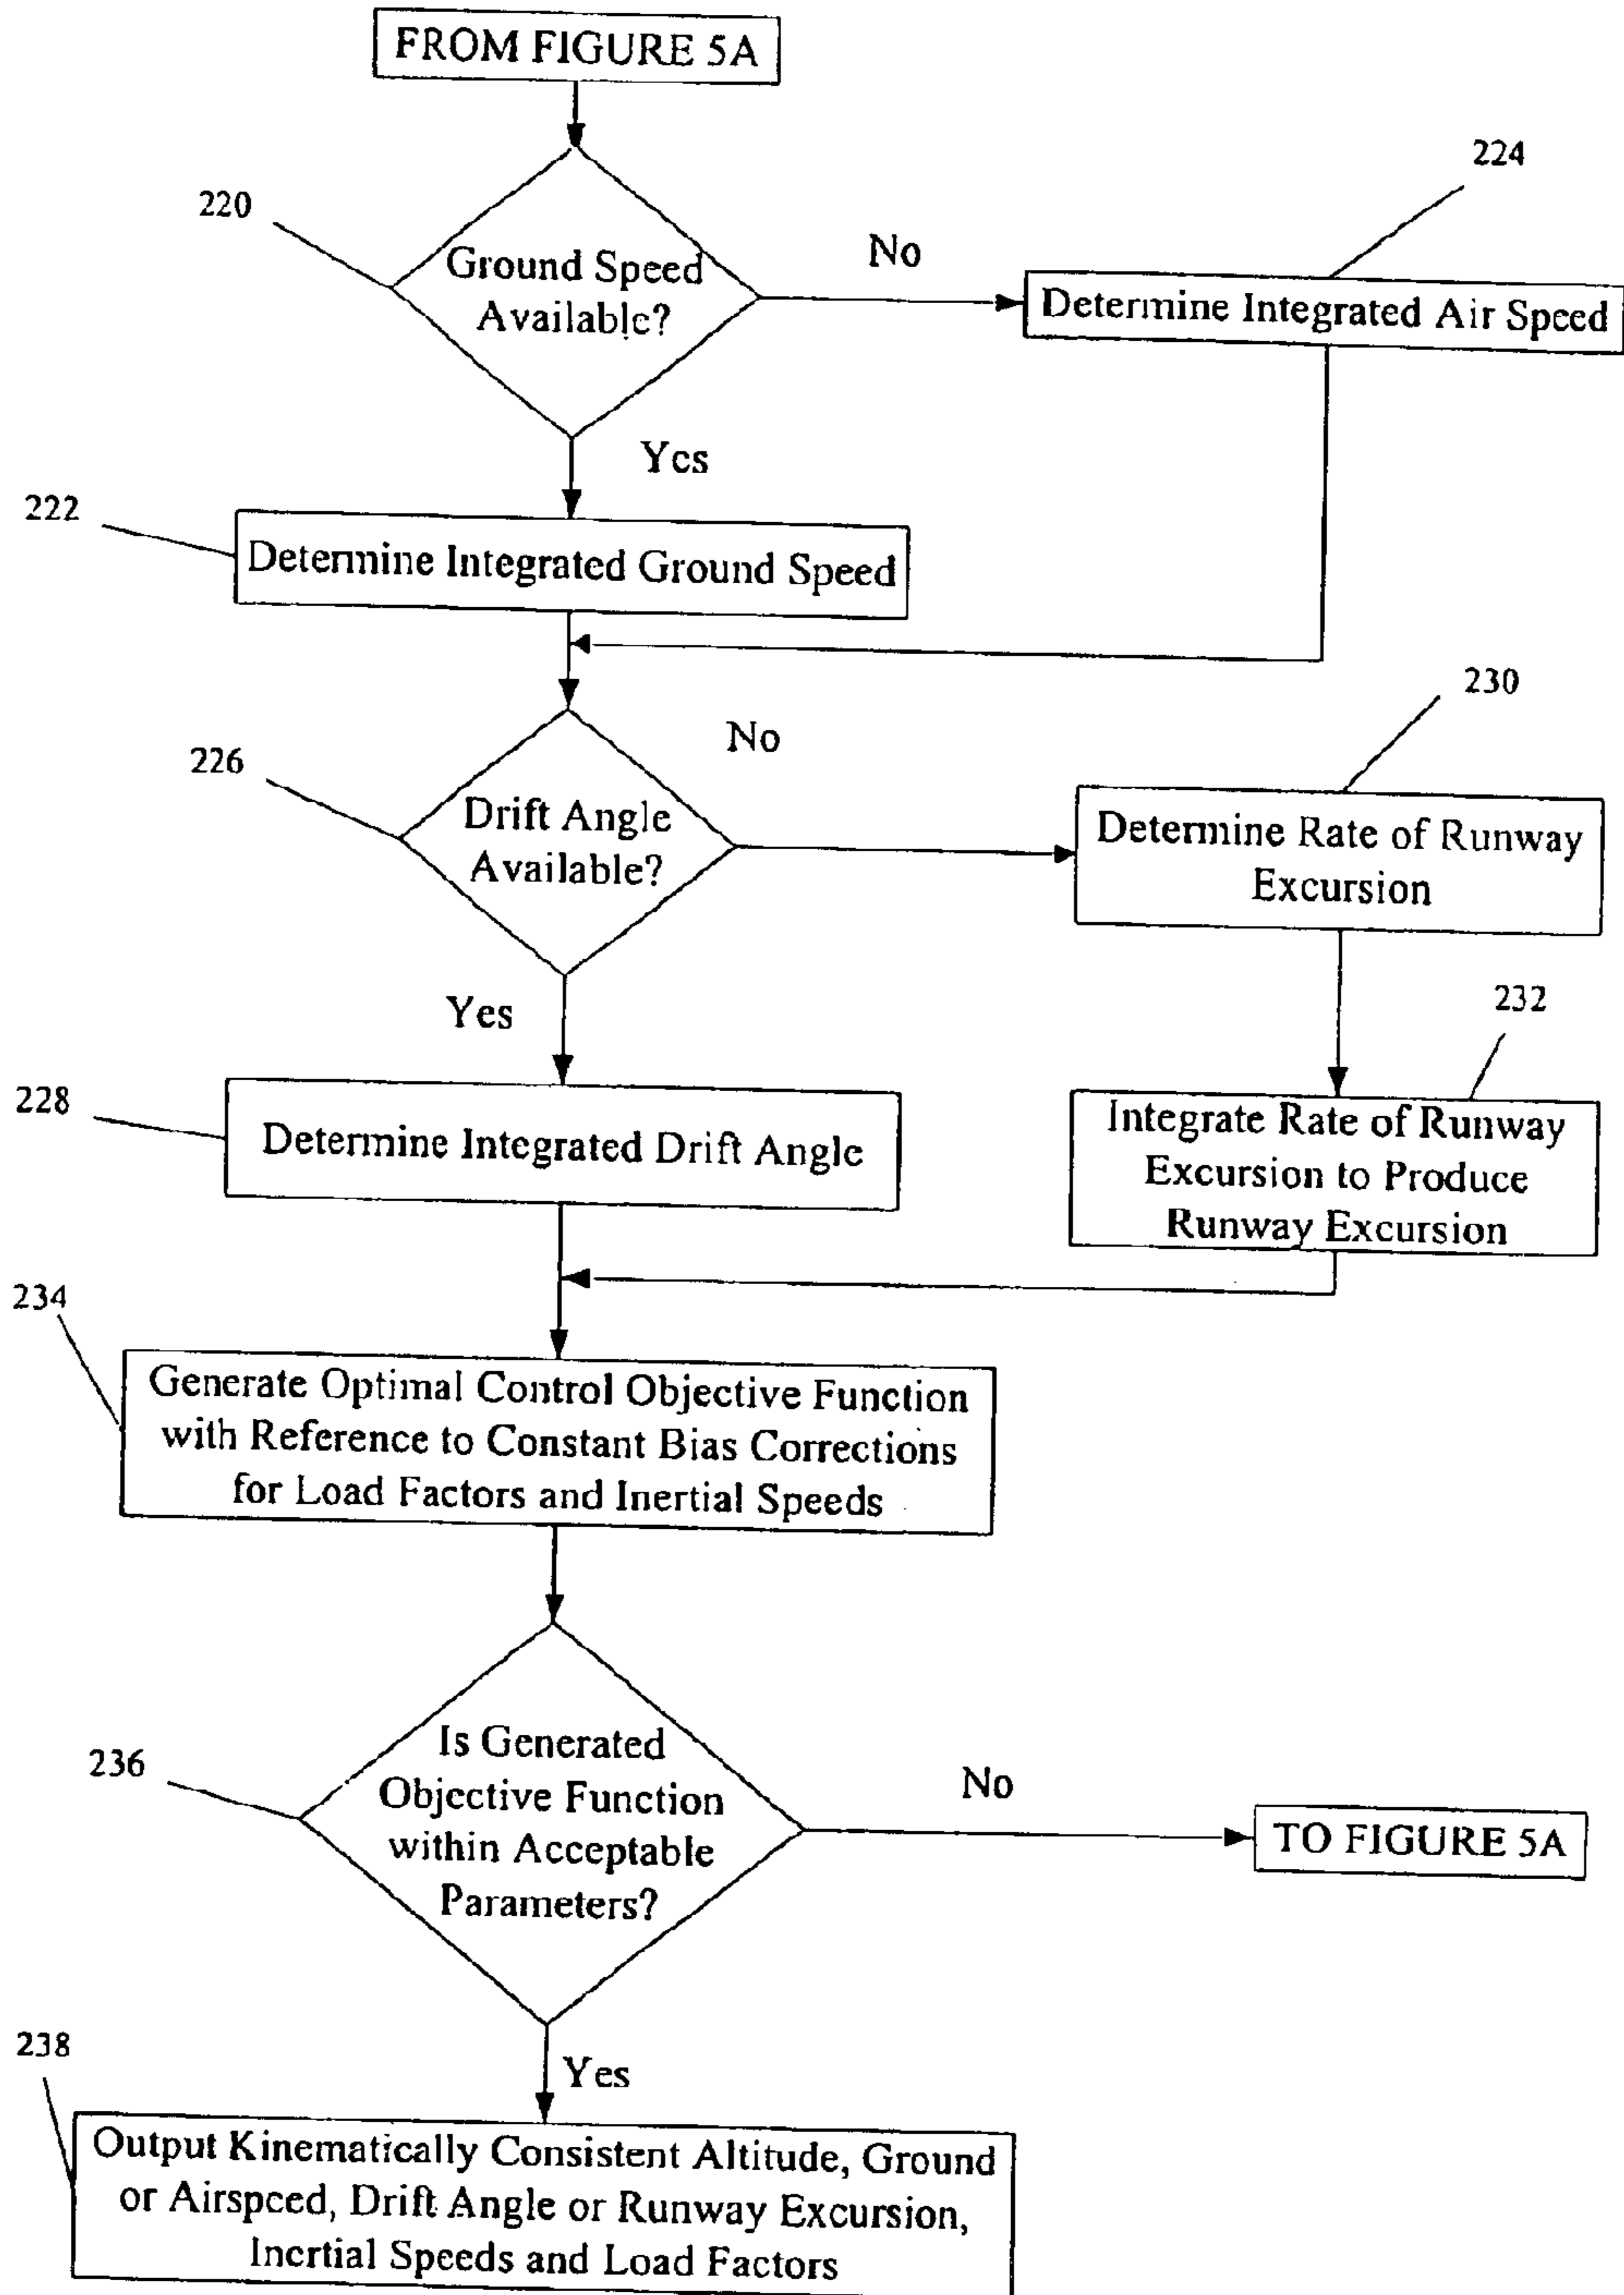 FROM FIGURE 5A
224
220
Ground Speed
Available?
No
Determine Integrated Air Speed
Yes
222
Determine Integrated Ground Speed
230
No
226
Drift Angle
Available?
Determine Rate of Runway
Excursion
Yes
232
228
Determine Integrated Drift Angle
Integrate Rate of Runway
Excursion to Produce
Runway Excursion
234
Generate Optimal Control Objective Function
with Reference to Constant Bias Corrections
for Load Factors and Inertial Speeds
236
Is Generated
Objective Function
within Acceptable
Parameters?
No
TO FIGURE 5A
238
Yes
Output Kinematically Consistent Altitude, Ground
or Airspeed, Drift Angle or Runway Excursion,
Inertial Speeds and Load Factors